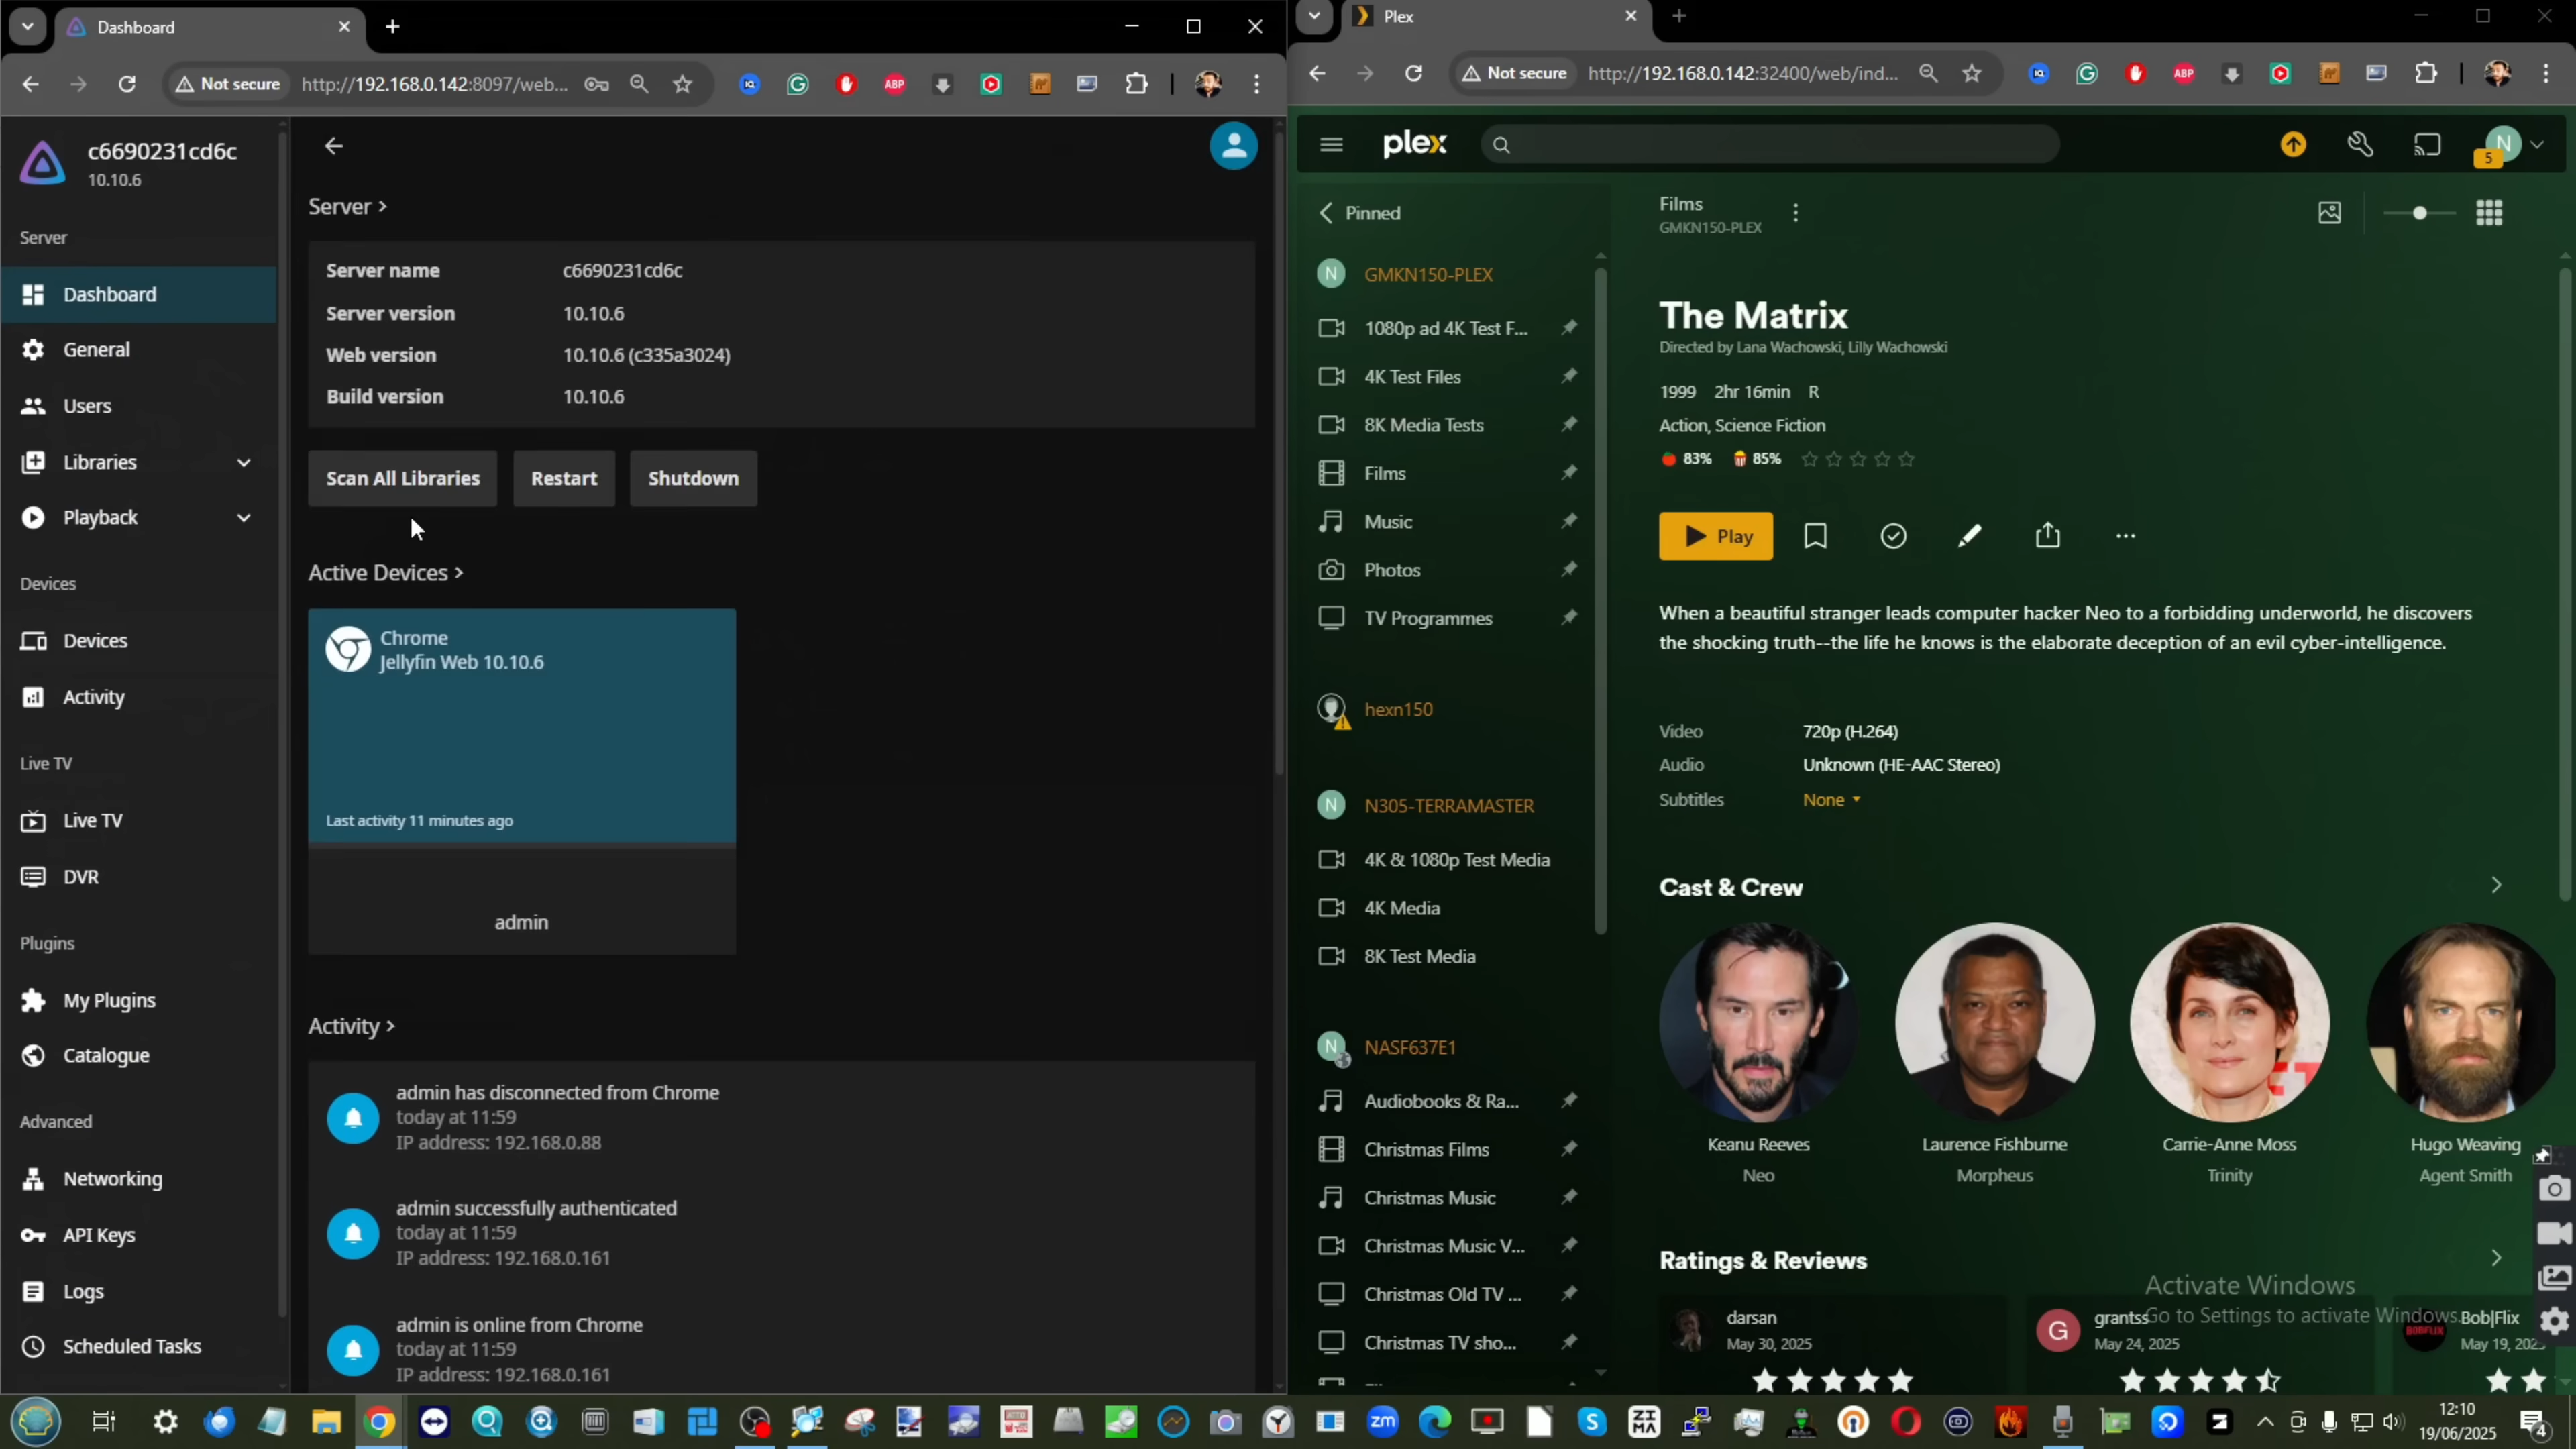 Dashboard
Not secure
http://192.168.0.142:8097/web...
ABP
c6690231cd6c
10.10.6
Server
Dashboard
General
Users
Libraries
Playback
Devices
Devices
Activity
Live TV
Live TV
DVR
Plugins
My Plugins
Catalogue
Advanced
Networking
API Keys
Logs
Scheduled Tasks
Server >
Server name c6690231cd6c
Server version 10.10.6
Web version 10.10.6 (c335a3024)
Build version 10.10.6
Scan All Libraries Restart Shutdown
Active Devices >
Chrome
Jellyfin Web 10.10.6
Last activity 11 minutes ago
admin
Activity >
admin has disconnected from Chrome
today at 11:59
IP address: 192.168.0.88
admin successfully authenticated
today at 11:59
IP address: 192.168.0.161
admin is online from Chrome
today at 11:59
IP address: 192.168.0.161
Plex
Not secure
http://192.168.0.142:32400/web/ind...
ABP
plex
N
5
Pinned
N GMKN150-PLEX
1080p ad 4K Test F...
4K Test Files
8K Media Tests
Films
Music
Photos
TV Programmes
hexn150
N N305-TERRAMASTER
4K & 1080p Test Media
4K Media
8K Test Media
N NASF637E1
Audiobooks & Ra...
Christmas Films
Christmas Music
Christmas Music V...
Christmas Old TV ...
Christmas TV sho...
Films
GMKN150-PLEX
The Matrix
Directed by Lana Wachowski, Lilly Wachowski
1999 2hr 16min R
Action, Science Fiction
83% 85%
Play
When a beautiful stranger leads computer hacker Neo to a forbidding underworld, he discovers
the shocking truth--the life he knows is the elaborate deception of an evil cyber-intelligence.
Video 720p (H.264)
Audio Unknown (HE-AAC Stereo)
Subtitles None
Cast & Crew
Keanu Reeves
Neo
Laurence Fishburne
Morpheus
Carrie-Anne Moss
Trinity
Hugo Weaving
Agent Smith
Ratings & Reviews
Activate Windows
Go to Settings to activate Windows.
darsan
May 30, 2025
G
grantss
May 24, 2025
BOBFLIX
Bob|Flix
May 19, 2025
zm
ZI
MA
12:10
19/06/2025
4